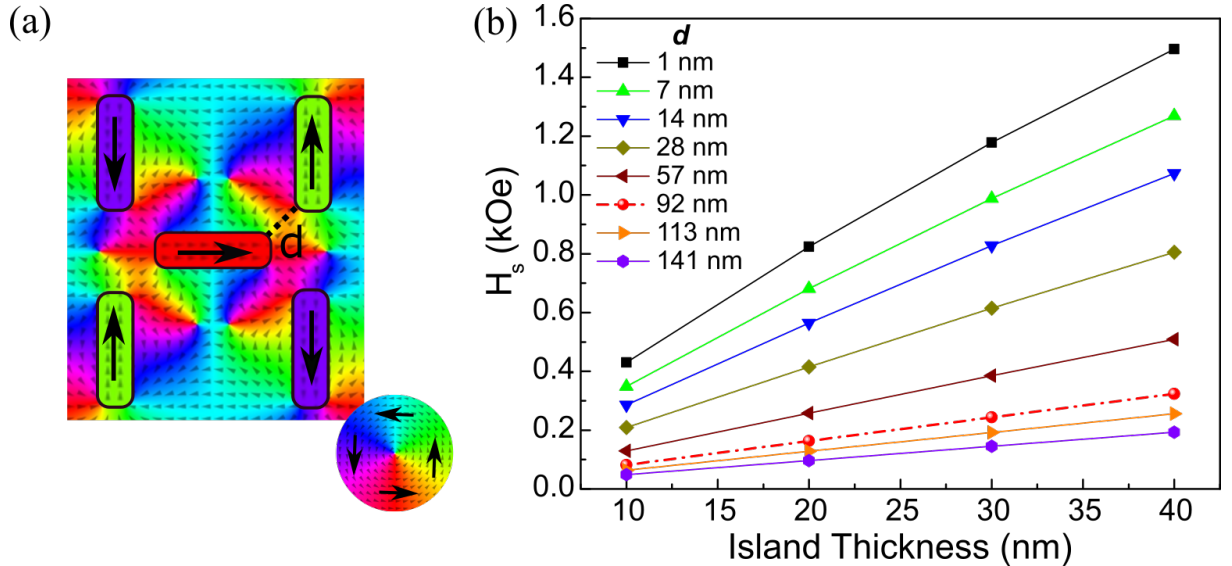 (a)
d
(b)
d
1 nm
7 nm
14 nm
28 nm
57 nm
92 nm
113 nm
141 nm
1.6
1.4
1.2
1.0
0.8
0.6
0.4
0.2
0.0
Hs (kOe)
10 15 20 25 30 35 40
Island Thickness (nm)